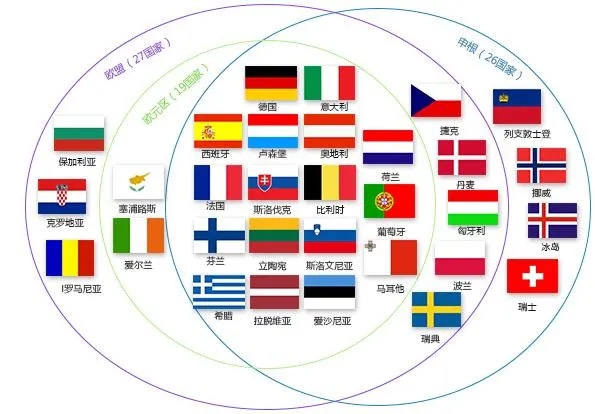 欧盟（27国家）
申根（26国家）
欧元区（19国家）
德国
意大利
捷克
列支敦士登
保加利亚
西班牙
卢森堡
奥地利
荷兰
丹麦
挪威
克罗地亚
塞浦路斯
法国
斯洛伐克
比利时
葡萄牙
匈牙利
冰岛
爱尔兰
芬兰
立陶宛
斯洛文尼亚
马耳他
波兰
瑞士
I罗马尼亚
希腊
拉脱维亚
爱沙尼亚
瑞典